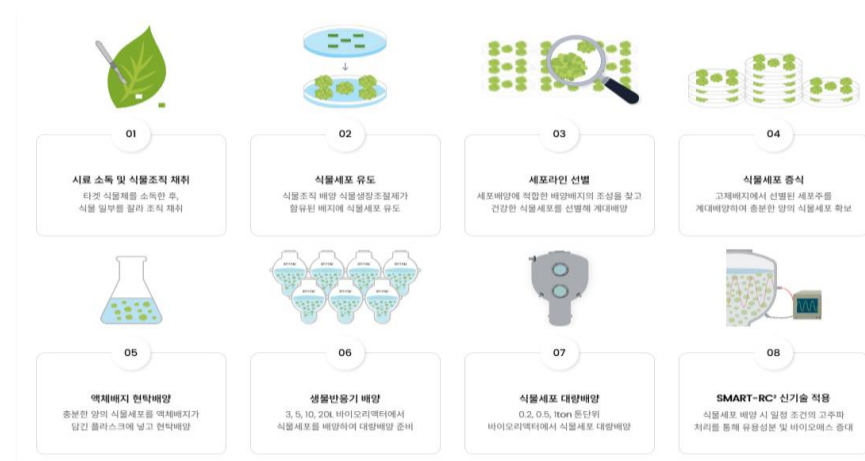 01
시료 소독 및 식물조직 채취
타겟 식물체를 소독한 후,
식물 일부를 잘라 조직 채취
02
식물세포 유도
식물조직 배양 식물생장조절제가
함유된 배지에 식물세포 유도
03
세포라인 선별
세포배양에 적합한 배양배지의 조성을 찾고
건강한 식물세포를 선별해 계대배양
04
식물세포 증식
고체배지에서 선별된 세포주를
계대배양하여 충분한 양의 식물세포 확보
05
액체배지 현탁배양
충분한 양의 식물세포를 액체배지가
담긴 플라스크에 넣고 현탁배양
06
생물반응기 배양
3, 5, 10, 20L 바이오리액터에서
식물세포를 배양하여 대량배양 준비
07
식물세포 대량배양
0.2, 0.5, 1ton 톤단위
바이오리액터에서 식물세포 대량배양
08
SMART-RC² 신기술 적용
식물세포 배양 시 일정 조건의 고주파
처리를 통해 유용성분 및 바이오매스 증대